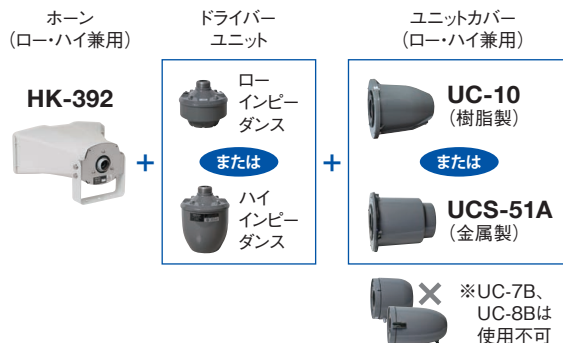 ホーン
（ロー・ハイ兼用）
ドライバー
ユニット
ユニットカバー
（ロー・ハイ兼用）
HK-392
+
ロー
インピー
ダンス
または
ハイ
インピー
ダンス
+
UC-10
（樹脂製）
または
UCS-51A
（金属製）
※UC-7B、
UC-8Bは
使用不可